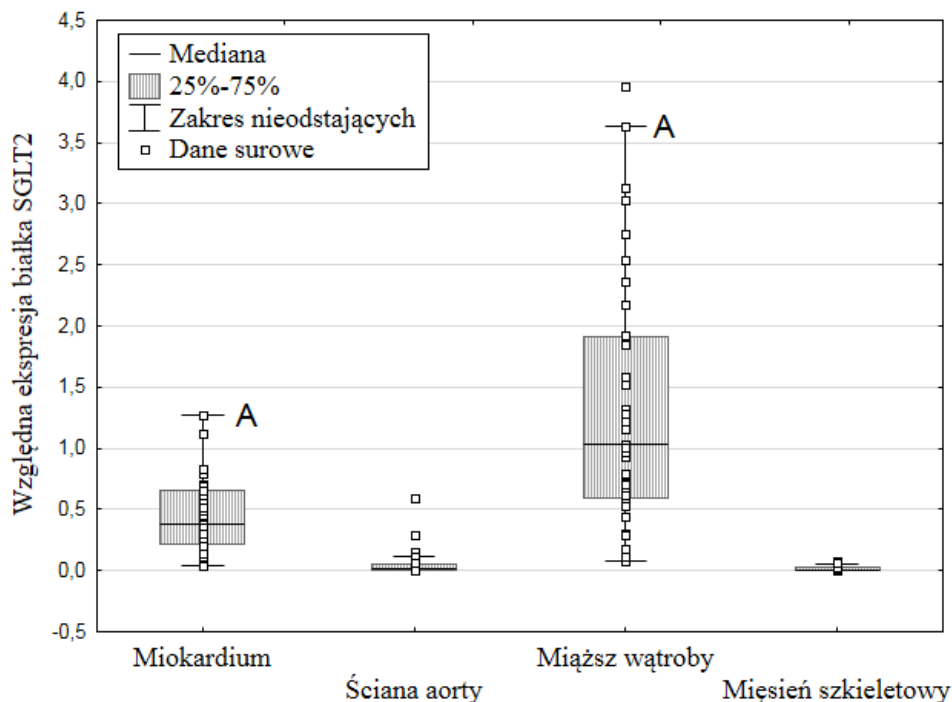 4,5
4,0
3,5
3,0
2,5
2,0
1,5
1,0
0,5
0,0
-0,5
Względna ekspresja białka SGLT2
Mediana
25%-75%
Zakres nieodstających
Dane surowe
A
A
Miokardium
Ściana aorty
Miąższ wątroby
Mięsień szkieletowy